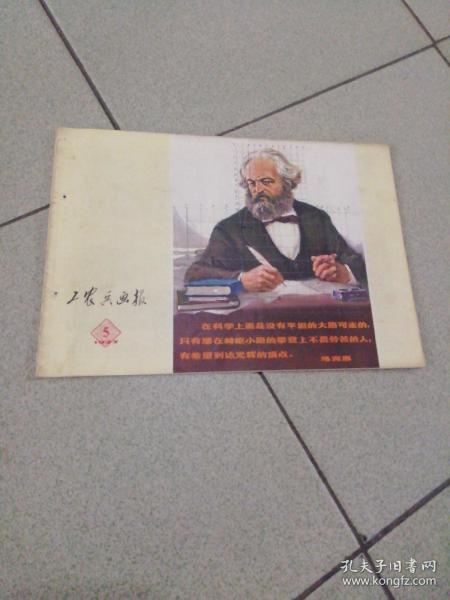 工农兵画报
5
在科学上面是没有平坦的大路可走的,
只有那在崎岖小路的攀登上不畏劳苦的人,
有希望到达光辉的顶点。
马克思
孔夫子旧书网
www.kongfz.com